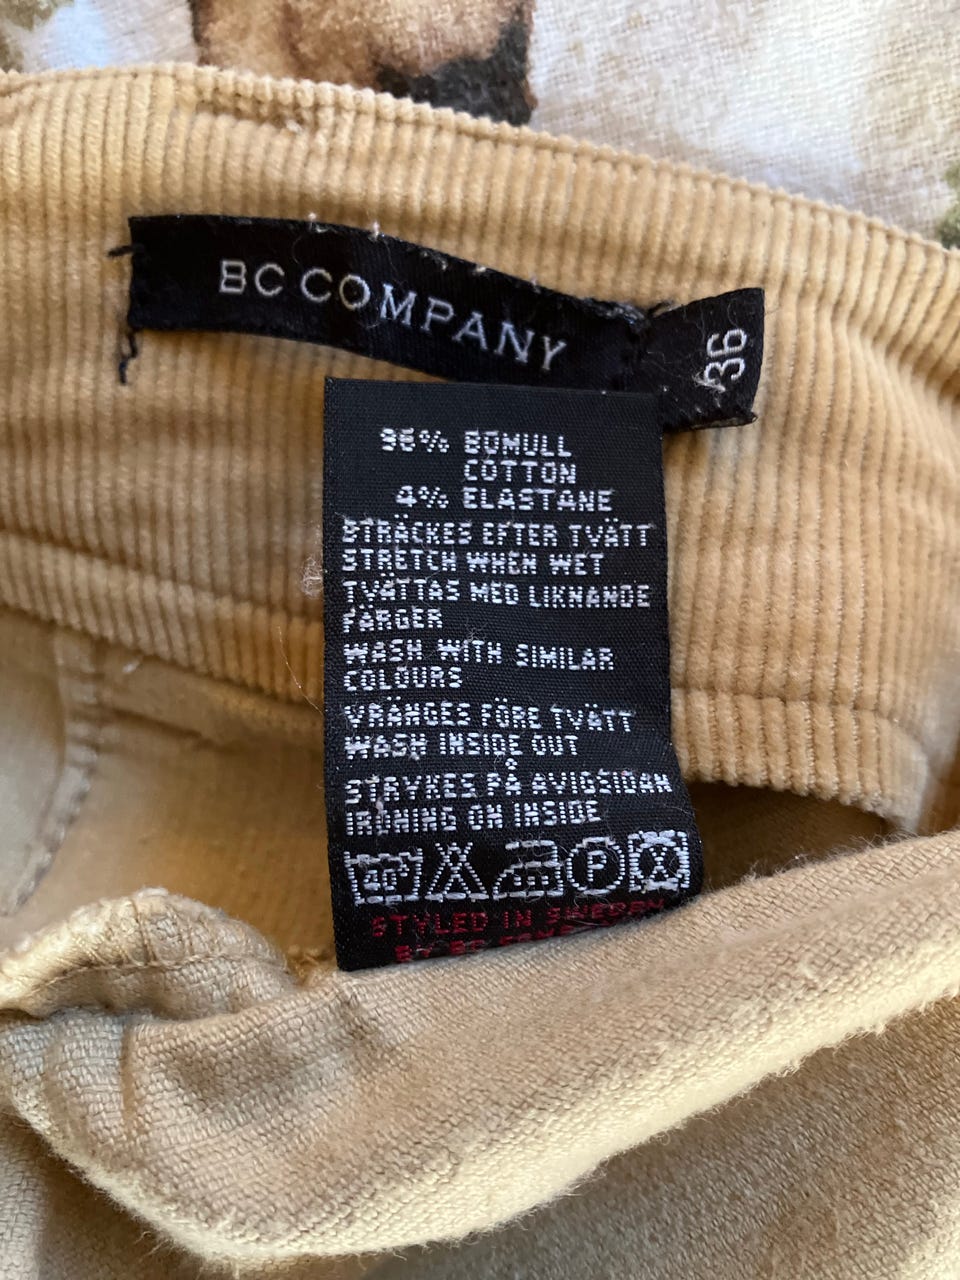 BC COMPANY
36
96% BOMULL
COTTON
4% ELASTANE
STRÄCKES EFTER TVÄTT
STRETCH WHEN WET
TVÄTTAS MED LIKNANDE
FÄRGER
WASH WITH SIMILAR
COLOURS
VRÄNGES FÖRE TVÄTT
WASH INSIDE OUT
STRYKES PÅ AVIGSIDAN
IRONING ON INSIDE
40° P
STYLED IN SWEDEN
BY BC